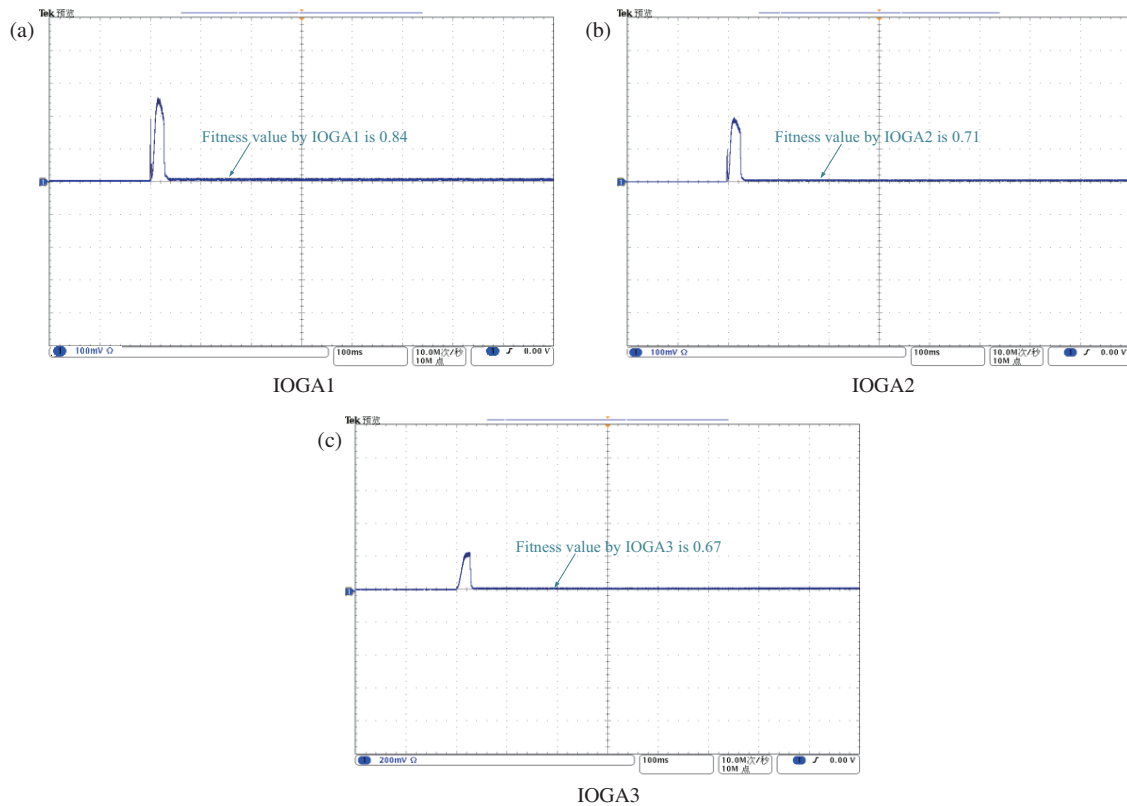 (a)
Tek 预览
Fitness value by IOGA1 is 0.84
1
1 100mV Ω
100ms
10.0M次/秒
10M 点
1 0.00 V
IOGA1
(b)
Tek 预览
Fitness value by IOGA2 is 0.71
1
1 100mV Ω
100ms
10.0M次/秒
10M 点
1 0.00 V
IOGA2
(c)
Tek 预览
Fitness value by IOGA3 is 0.67
1
1 200mV Ω
100ms
10.0M次/秒
10M 点
1 0.00 V
IOGA3